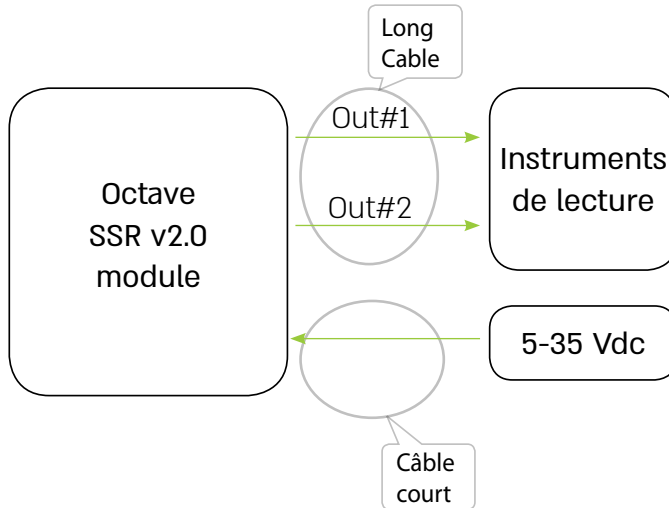 Long
Cable
Out#1
Out#2
Octave
SSR v2.0
module
Instruments
de lecture
5-35 Vdc
Câble
court